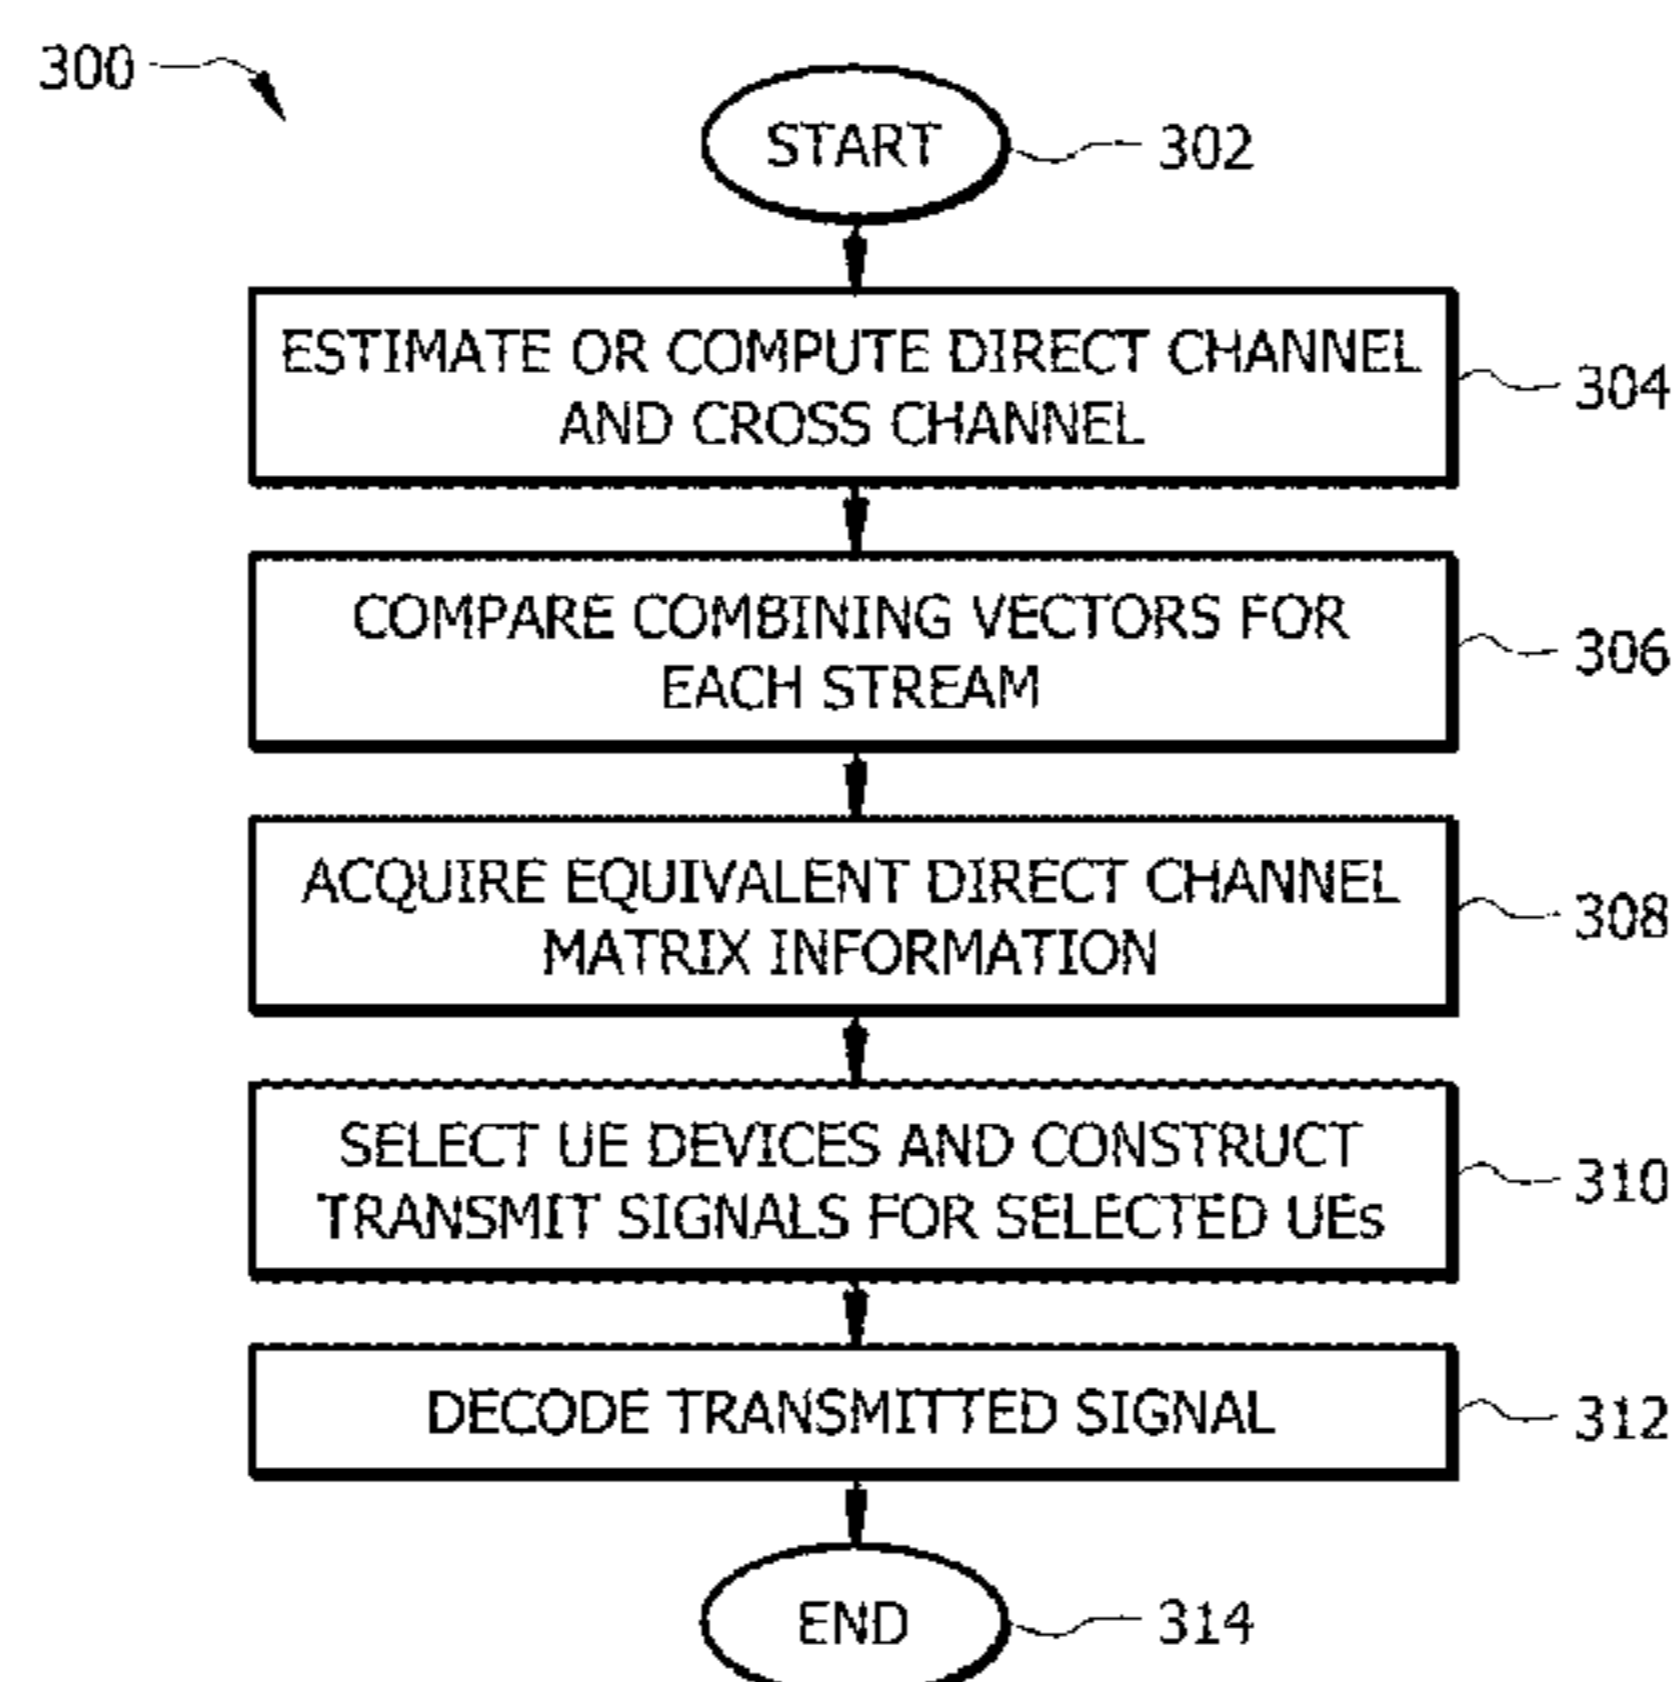 300
START
302
ESTIMATE OR COMPUTE DIRECT CHANNEL
AND CROSS CHANNEL
304
COMPARE COMBINING VECTORS FOR
EACH STREAM
306
ACQUIRE EQUIVALENT DIRECT CHANNEL
MATRIX INFORMATION
308
SELECT UE DEVICES AND CONSTRUCT
TRANSMIT SIGNALS FOR SELECTED UEs
310
DECODE TRANSMITTED SIGNAL
312
END
314